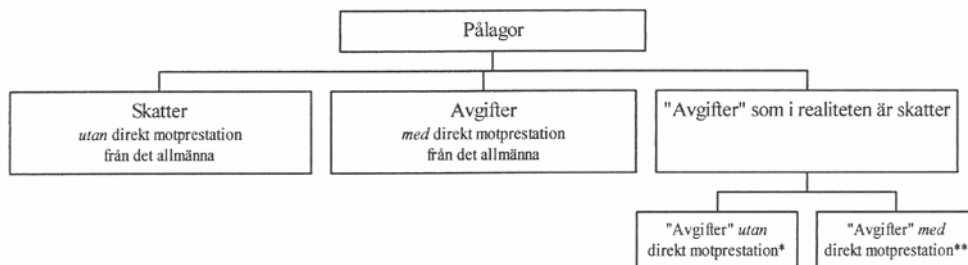 Pålagor
Skatter
utan direkt motprestation
från det allmänna
Avgifter
med direkt motprestation
från det allmänna
"Avgifter" som i realiteten är skatter
"Avgifter" utan
direkt motprestation*
"Avgifter" med
direkt motprestation**